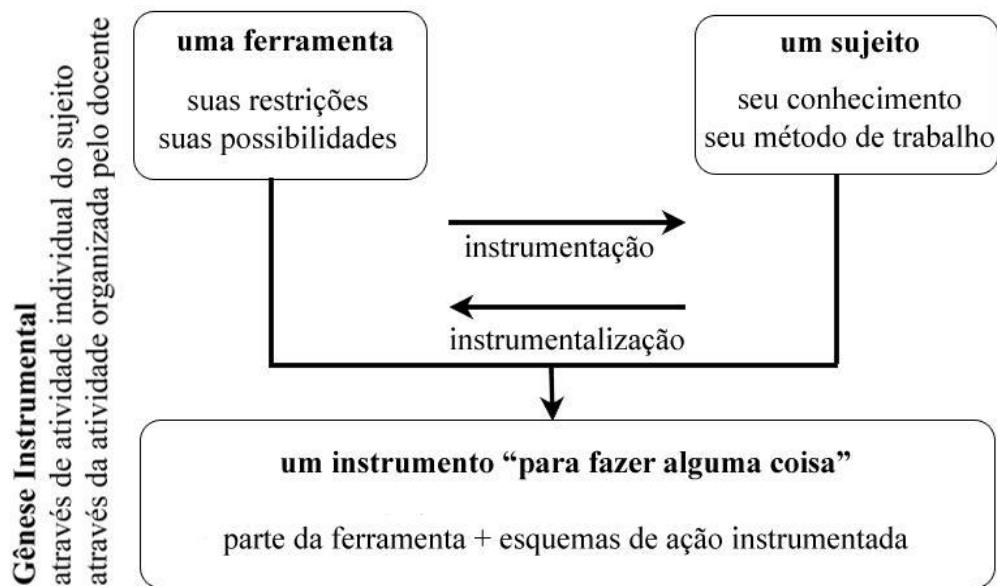 Gênese Instrumental
através de atividade individual do sujeito
através da atividade organizada pelo docente
uma ferramenta
suas restrições
suas possibilidades
um sujeito
seu conhecimento
seu método de trabalho
instrumentação
instrumentalização
um instrumento “para fazer alguma coisa”
parte da ferramenta + esquemas de ação instrumentada